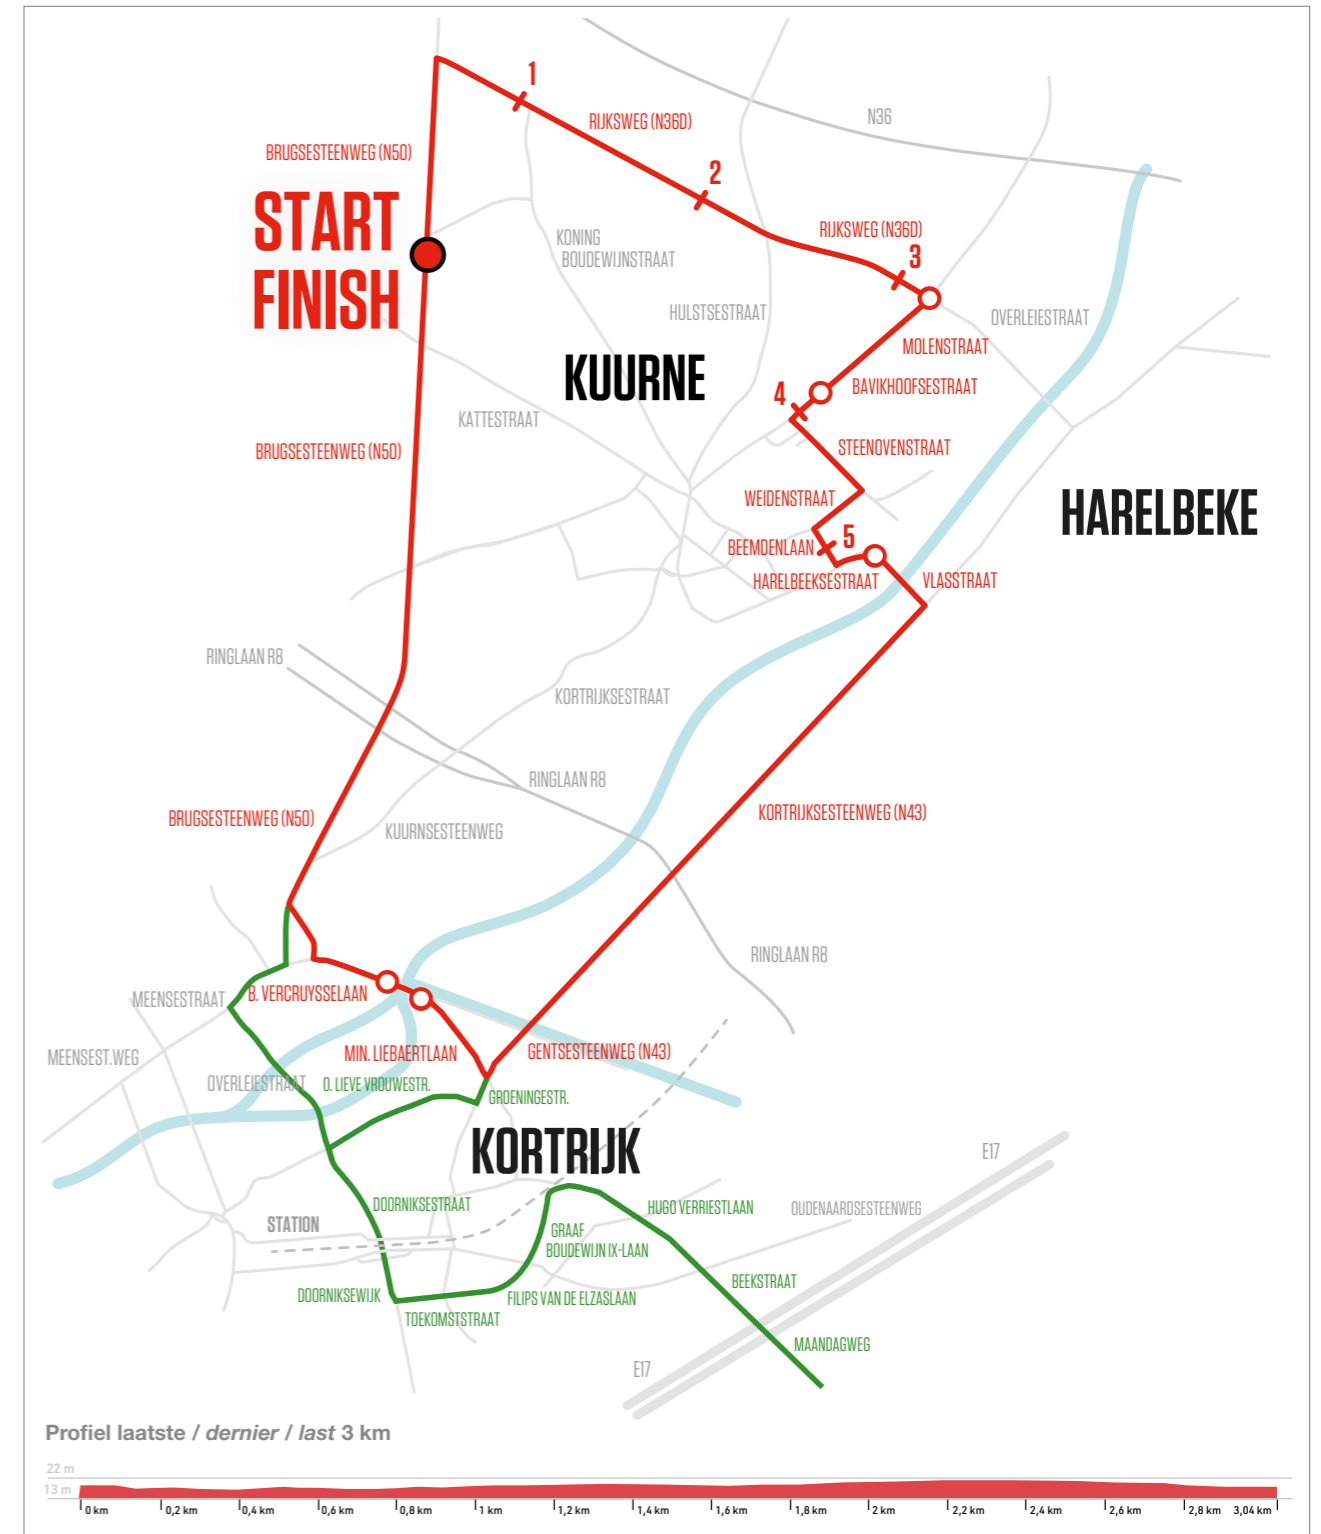 1
N36
RIJKSWEG (N36D)
BRUGSESTEENWEG (N50)
2
START
FINISH
RIJKSWEG (N36D)
KONING
BOUDEWIJNSTRAAT
3
HULSTSESTRAAT
OVERLEIESTRAAT
MOLENSTRAAT
KUURNE
BAVIKHOOFSESTRAAT
4
KATTESTRAAT
BRUGSESTEENWEG (N50)
STEENOVENSTRAAT
WEIDENSTRAAT
HARELBEKE
5
BEEMDENLAAN
HARELBEEKSESTRAAT
VLASSTRAAT
RINGLAAN R8
KORTRIJKSESTRAAT
RINGLAAN R8
BRUGSESTEENWEG (N50)
KORTRIJKSESTEENWEG (N43)
KUURNSESTEENWEG
RINGLAAN R8
MEENSESTRAAT
B. VERCRUYSSELAAN
MEENSEST.WEG
MIN. LIEBAERTLAAN
GENTSESTEENWEG (N43)
OVERLEIESTRAAT
O. LIEVE VROUWESTR.
GROENINGESTR.
KORTRIJK
E17
DOORNIKSESTRAAT
HUGO VERRIESTLAAN
OUDENAARDSESTEENWEG
STATION
GRAAF
BOUDEWIJN IX-LAAN
BEEKSTRAAT
DOORNIKSEWIJK
FILIPS VAN DE ELZASLAAN
TOEKOMSTSTRAAT
MAANDAGWEG
E17
Profiel laatste / dernier / last 3 km
22 m
13 m
0 km
0,2 km
0,4 km
0,6 km
0,8 km
1 km
1,2 km
1,4 km
1,6 km
1,8 km
2 km
2,2 km
2,4 km
2,6 km
2,8 km
3,04 km